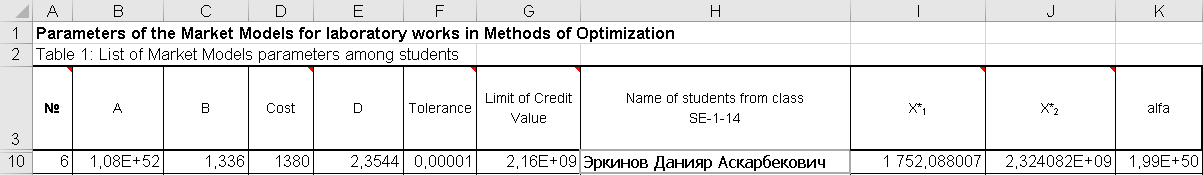 A B C D E F G H I J K
1 Parameters of the Market Models for laboratory works in Methods of Optimization
2 Table 1: List of Market Models parameters among students
3 № A B Cost D Tolerance Limit of Credit Value Name of students from class SE-1-14 X*₁ X*₂ alfa
10 6 1,08E+52 1,336 1380 2,3544 0,00001 2,16E+09 Эркинов Данияр Аскарбекович 1 752,088007 2,324082E+09 1,99E+50